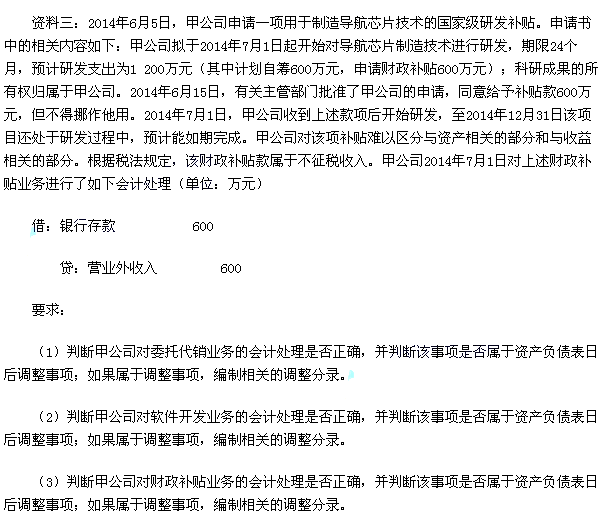 资料三：2014年6月5日，甲公司申请一项用于制造导航芯片技术的国家级研发补贴。申请书
中的相关内容如下：甲公司拟于2014年7月1日起开始对导航芯片制造技术进行研发，期限24个
月，预计研发支出为1 200万元（其中计划自筹600万元，申请财政补贴600万元）；科研成果的所
有权归属于甲公司。2014年6月15日，有关主管部门批准了甲公司的申请，同意给予补贴款600万
元，但不得挪作他用。2014年7月1日，甲公司收到上述款项后开始研发，至2014年12月31日该项
目还处于研发过程中，预计能如期完成。甲公司对该项补贴难以区分与资产相关的部分和与收益
相关的部分。根据税法规定，该财政补贴款属于不征税收入。甲公司2014年7月1日对上述财政补
贴业务进行了如下会计处理（单位：万元）
借：银行存款 600
贷：营业外收入 600
要求：
（1）判断甲公司对委托代销业务的会计处理是否正确，并判断该事项是否属于资产负债表日
后调整事项；如果属于调整事项，编制相关的调整分录。
（2）判断甲公司对软件开发业务的会计处理是否正确，并判断该事项是否属于资产负债表日
后调整事项；如果属于调整事项，编制相关的调整分录。
（3）判断甲公司对财政补贴业务的会计处理是否正确，并判断该事项是否属于资产负债表日
后调整事项；如果属于调整事项，编制相关的调整分录。